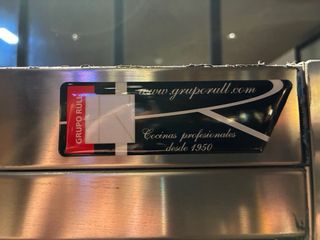 www.gruporull.com
GRUPO RULL
Cocinas profesionales
desde 1950